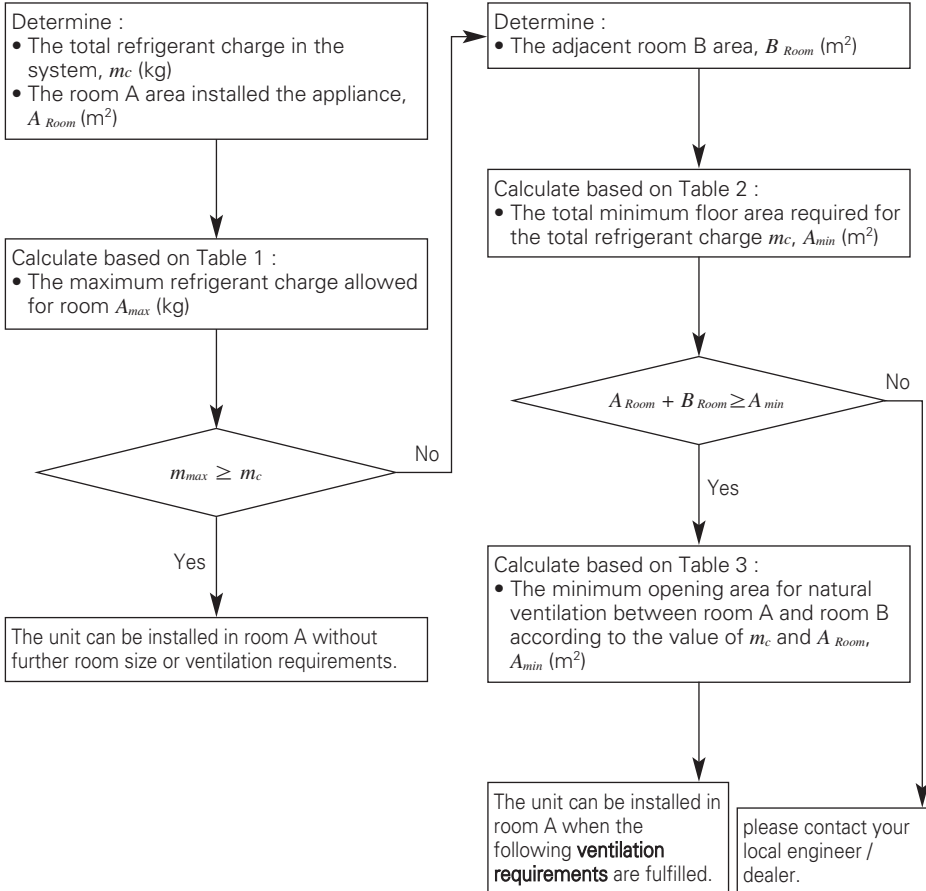 Determine :
• The total refrigerant charge in the
system, mc (kg)
• The room A area installed the appliance,
A Room (m²)
Calculate based on Table 1 :
• The maximum refrigerant charge allowed
for room Amax (kg)
mmax ≥ mc
No
Yes
The unit can be installed in room A without
further room size or ventilation requirements.
Determine :
• The adjacent room B area, B Room (m²)
Calculate based on Table 2 :
• The total minimum floor area required for
the total refrigerant charge mc, Amin (m²)
A Room + B Room ≥ A min
No
Yes
Calculate based on Table 3 :
• The minimum opening area for natural
ventilation between room A and room B
according to the value of mc and A Room,
Amin (m²)
The unit can be installed in
room A when the
following ventilation
requirements are fulfilled.
please contact your
local engineer /
dealer.